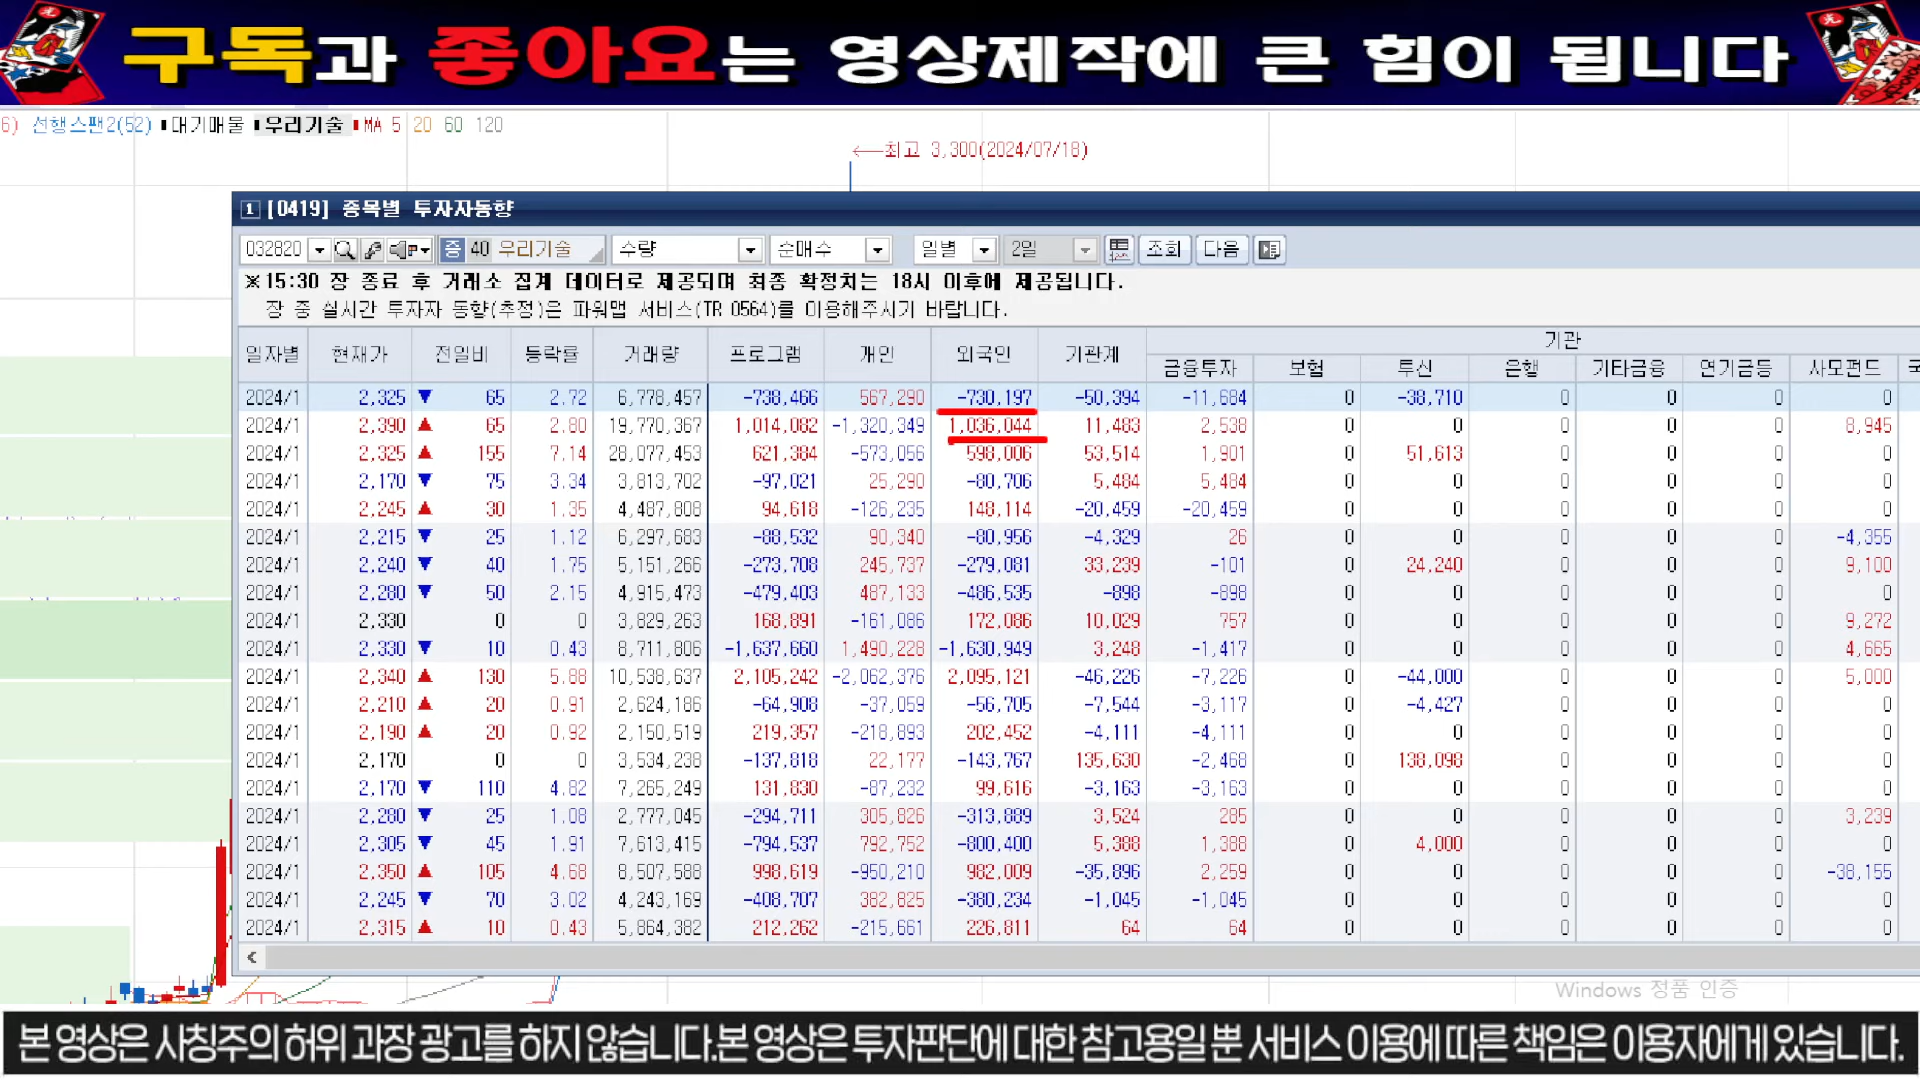 구독과 좋아요는 영상제작에 큰 힘이 됩니다
6) 선행스팬2(52) 대기매물 우리기술 MA 5 20 60 120
←최고 3,300(2024/07/18)
1 [0419] 종목별 투자자동향
032820 증 40 우리기술 수량 순매수 일별 2일 조회 다음
※15:30 장 종료 후 거래소 집계 데이터로 제공되며 최종 확정치는 18시 이후에 제공됩니다.
장 중 실시간 투자자 동향(추정)은 파워맵 서비스(TR 0564)를 이용해주시기 바랍니다.
기관
일자별 현재가 전일비 등락률 거래량 프로그램 개인 외국인 기관계 금융투자 보험 투신 은행 기타금융 연기금등 사모펀드 국
2024/1 2,325 ▼ 65 2.72 6,778,457 -738,466 567,290 -730,197 -50,394 -11,684 0 -38,710 0 0 0 0
2024/1 2,390 ▲ 65 2.80 19,770,367 1,014,082 -1,320,349 1,036,044 11,483 2,538 0 0 0 0 0 8,945
2024/1 2,325 ▲ 155 7.14 28,077,453 621,384 -573,056 598,006 53,514 1,901 0 51,613 0 0 0 0
2024/1 2,170 ▼ 75 3.34 3,813,702 -97,021 25,290 -80,706 5,484 5,484 0 0 0 0 0 0
2024/1 2,245 ▲ 30 1.35 4,487,808 94,618 -126,235 148,114 -20,459 -20,459 0 0 0 0 0 0
2024/1 2,215 ▼ 25 1.12 6,297,683 -88,532 90,340 -80,956 -4,329 26 0 0 0 0 0 -4,355
2024/1 2,240 ▼ 40 1.75 5,151,266 -273,708 245,737 -279,081 33,239 -101 0 24,240 0 0 0 9,100
2024/1 2,280 ▼ 50 2.15 4,915,473 -479,403 487,133 -486,535 -898 -898 0 0 0 0 0 0
2024/1 2,330 0 0 3,829,263 168,891 -161,086 172,086 10,029 757 0 0 0 0 0 9,272
2024/1 2,330 ▼ 10 0.43 8,711,806 -1,637,660 1,490,228 -1,630,949 3,248 -1,417 0 0 0 0 0 4,665
2024/1 2,340 ▲ 130 5.88 10,538,637 2,105,242 -2,062,376 2,095,121 -46,226 -7,226 0 -44,000 0 0 0 5,000
2024/1 2,210 ▲ 20 0.91 2,624,186 -64,908 -37,059 -56,705 -7,544 -3,117 0 -4,427 0 0 0 0
2024/1 2,190 ▲ 20 0.92 2,150,519 219,357 -218,893 202,452 -4,111 -4,111 0 0 0 0 0 0
2024/1 2,170 0 0 3,534,238 -137,818 22,177 -143,767 135,630 -2,468 0 138,098 0 0 0 0
2024/1 2,170 ▼ 110 4.82 7,265,249 131,830 -87,232 99,616 -3,163 -3,163 0 0 0 0 0 0
2024/1 2,280 ▼ 25 1.08 2,777,045 -294,711 305,826 -313,889 3,524 285 0 0 0 0 0 3,239
2024/1 2,305 ▼ 45 1.91 7,613,415 -794,537 792,752 -800,400 5,388 1,388 0 4,000 0 0 0 0
2024/1 2,350 ▲ 105 4.68 8,507,588 998,619 -950,210 982,009 -35,896 2,259 0 0 0 0 0 -38,155
2024/1 2,245 ▼ 70 3.02 4,243,169 -408,707 382,825 -380,234 -1,045 -1,045 0 0 0 0 0 0
2024/1 2,315 ▲ 10 0.43 5,864,382 212,262 -215,661 226,811 64 64 0 0 0 0 0 0
Windows 정품 인증
본 영상은 사칭주의 허위 과장 광고를 하지 않습니다.본 영상은 투자판단에 대한 참고용일 뿐 서비스 이용에 따른 책임은 이용자에게 있습니다.